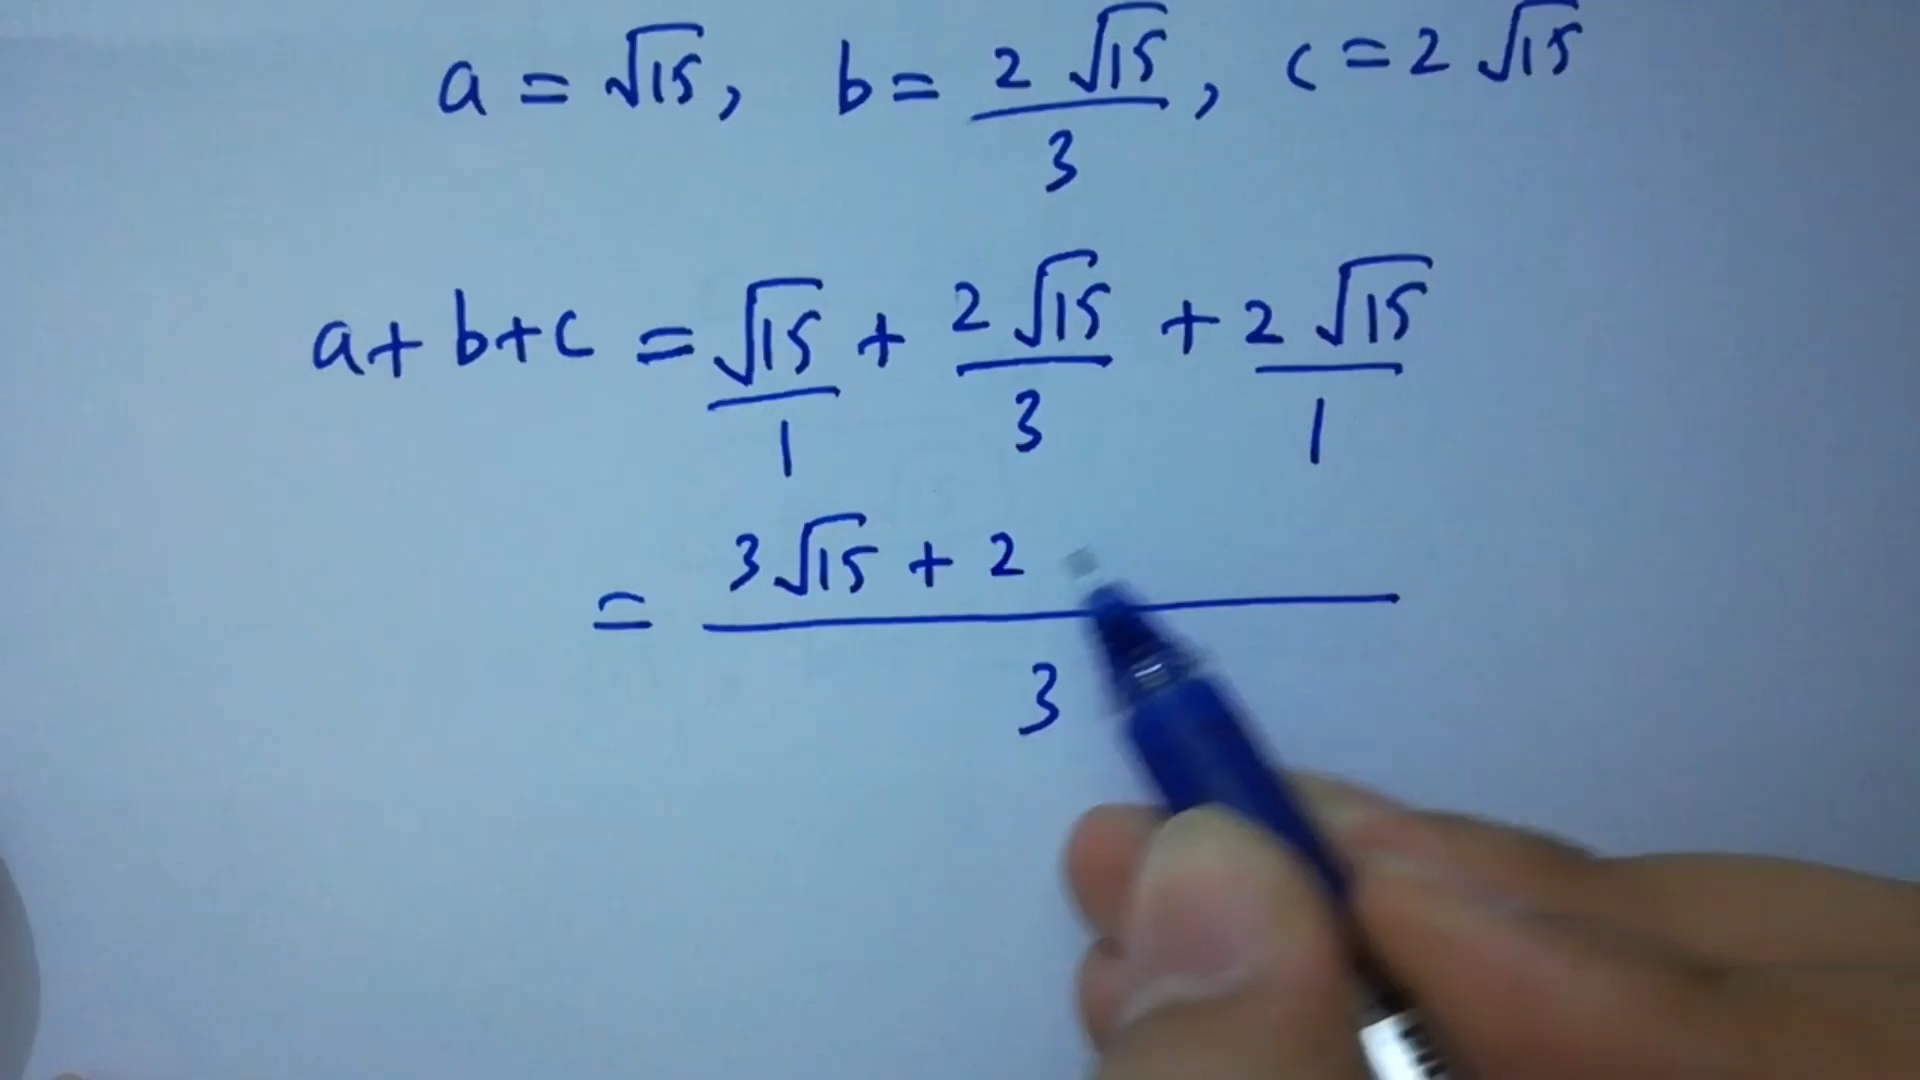 a = √15, b = 2√15/3, c = 2√15
a + b + c = √15/1 + 2√15/3 + 2√15/1
= 3√15 + 2/3